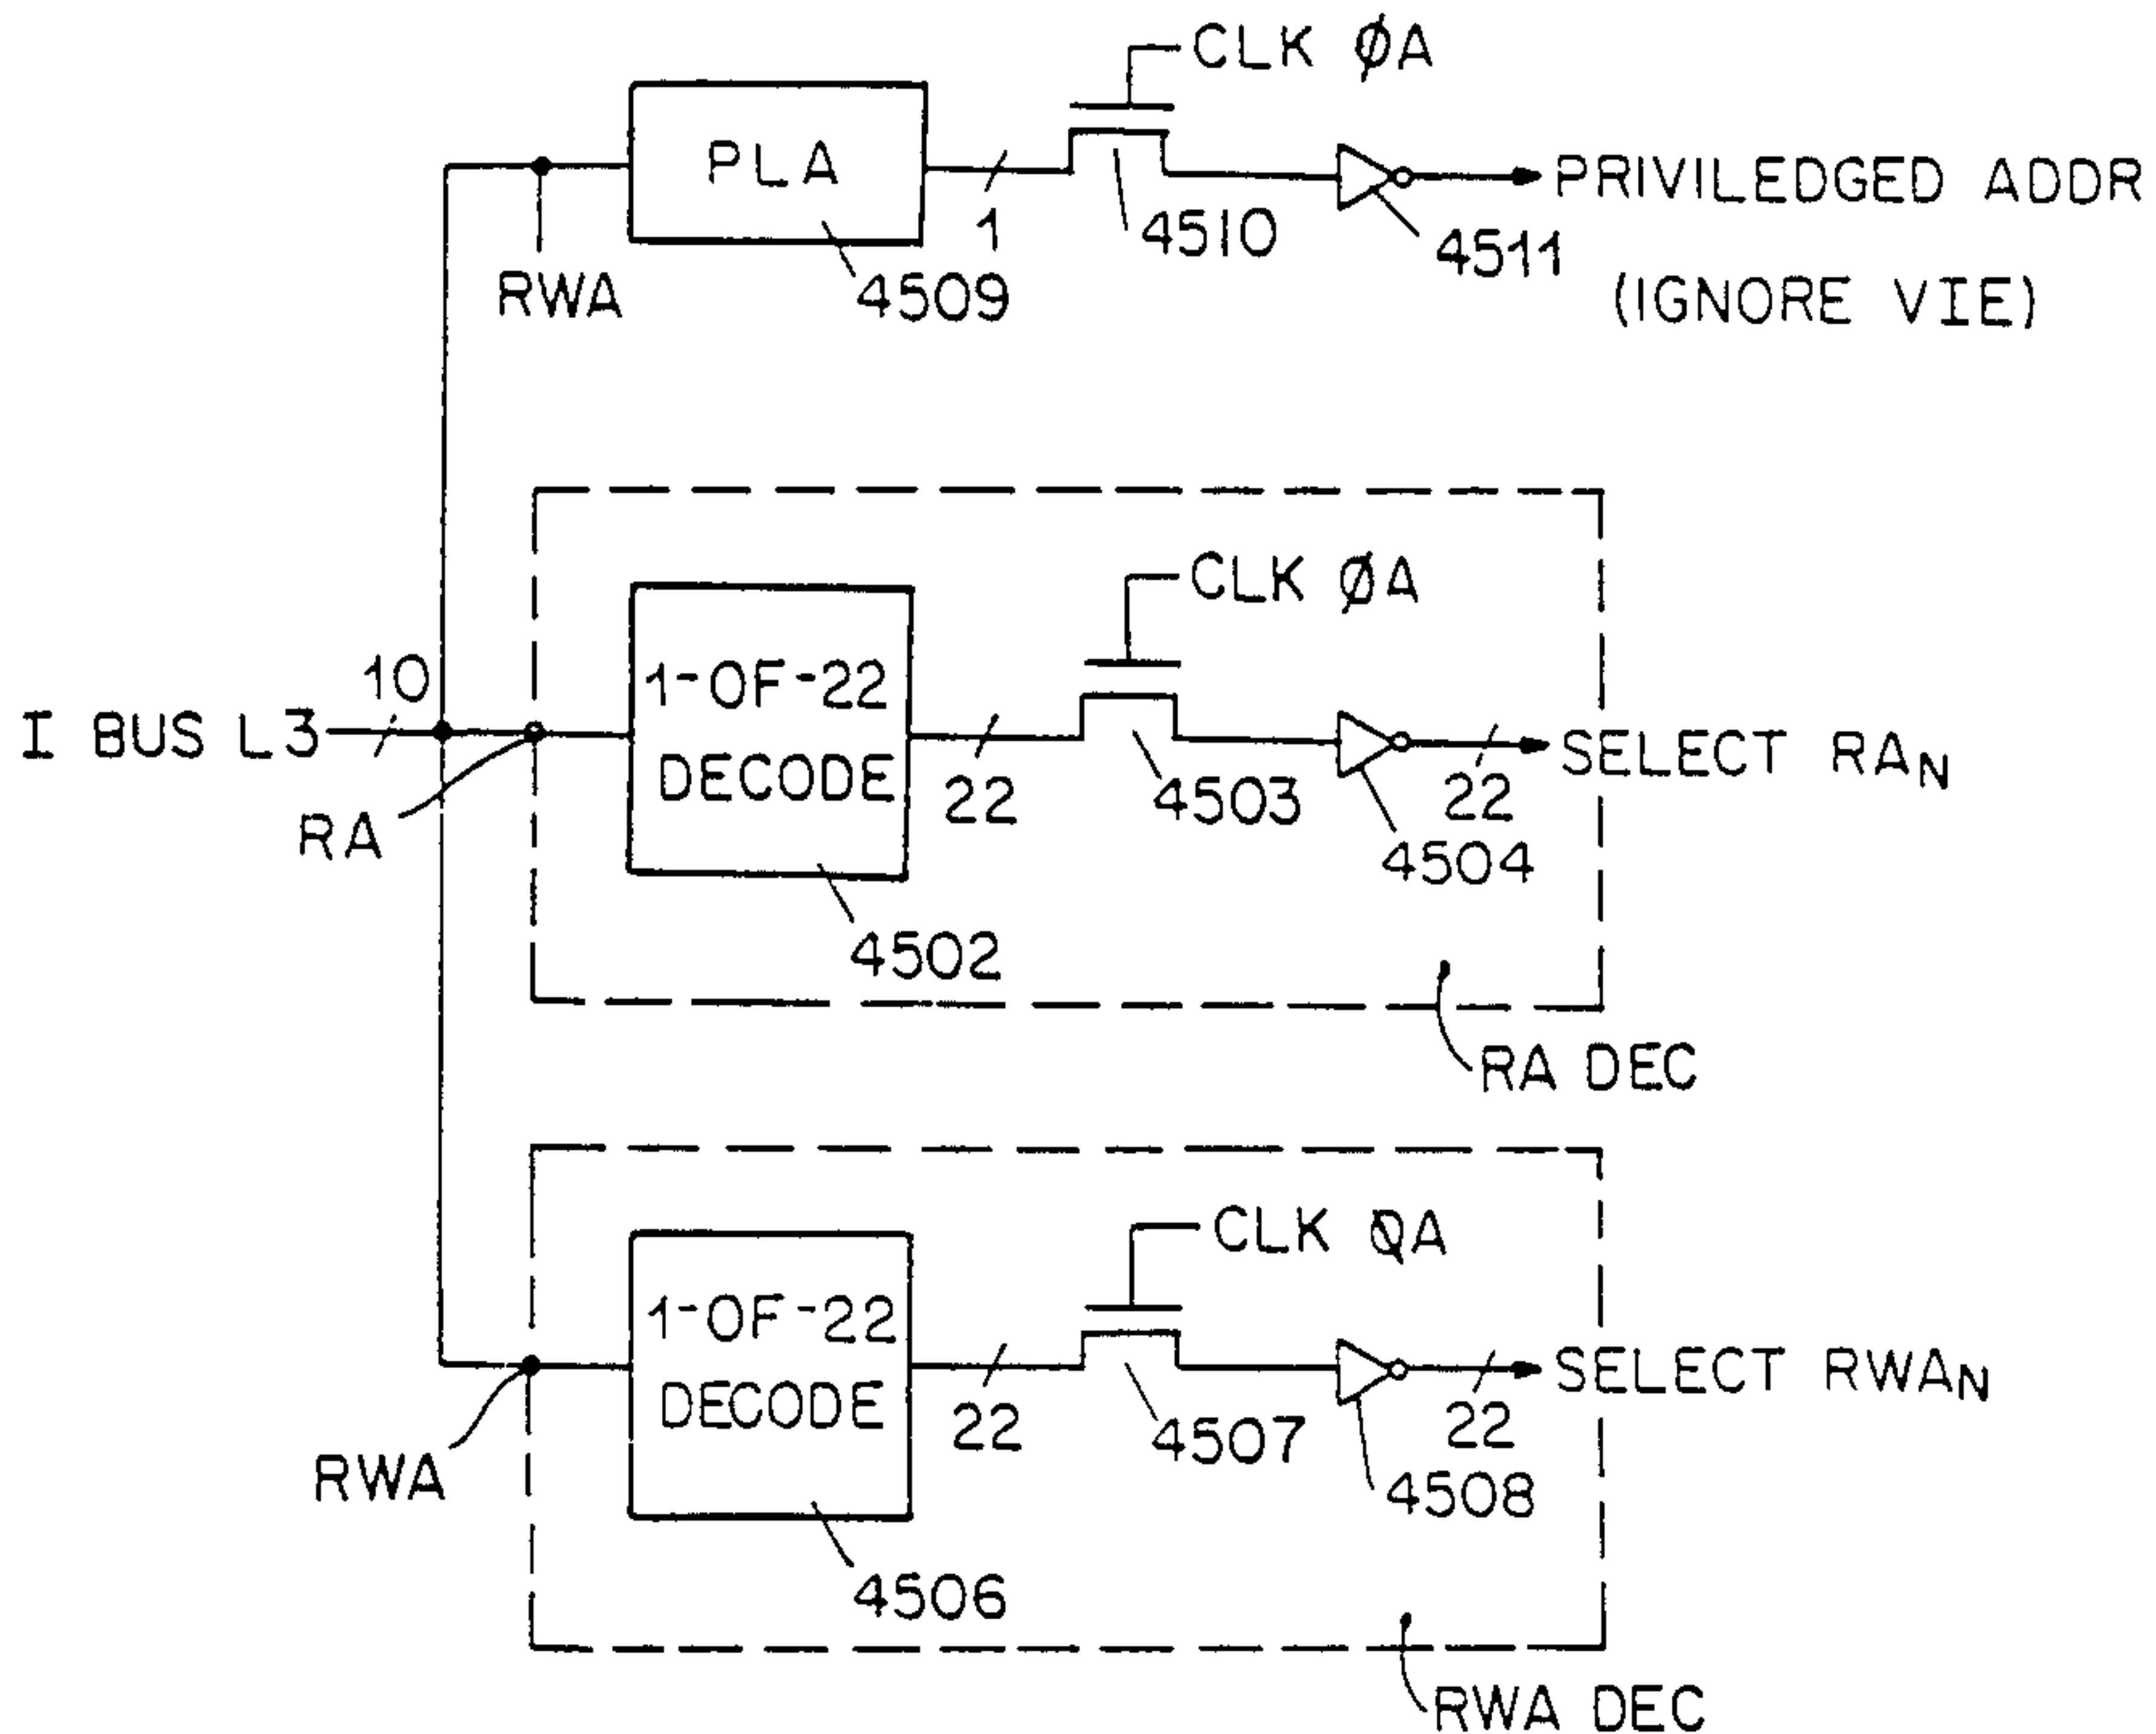 CLK ØA
PLA
1
4510
PRIVILEDGED ADDR
4511
(IGNORE VIE)
RWA
4509
CLK ØA
10
I BUS L3
1-OF-22
DECODE
22
4503
SELECT RAN
22
4504
RA
4502
RA DEC
CLK ØA
1-OF-22
DECODE
22
4507
SELECT RWAN
22
4508
RWA
4506
RWA DEC